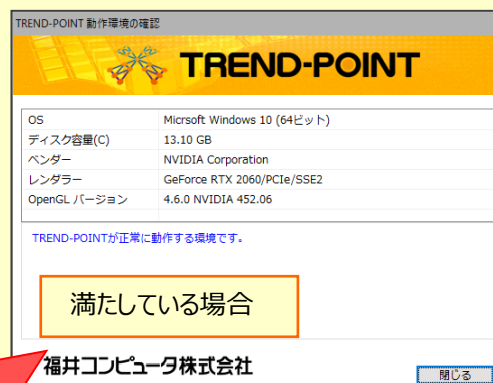 TREND-POINT 動作環境の確認
TREND-POINT
OS Micrsoft Windows 10 (64ビット)
ディスク容量(C) 13.10 GB
ベンダー NVIDIA Corporation
レンダラー GeForce RTX 2060/PCIe/SSE2
OpenGL バージョン 4.6.0 NVIDIA 452.06
TREND-POINTが正常に動作する環境です。
満たしている場合
福井コンピュータ株式会社
閉じる